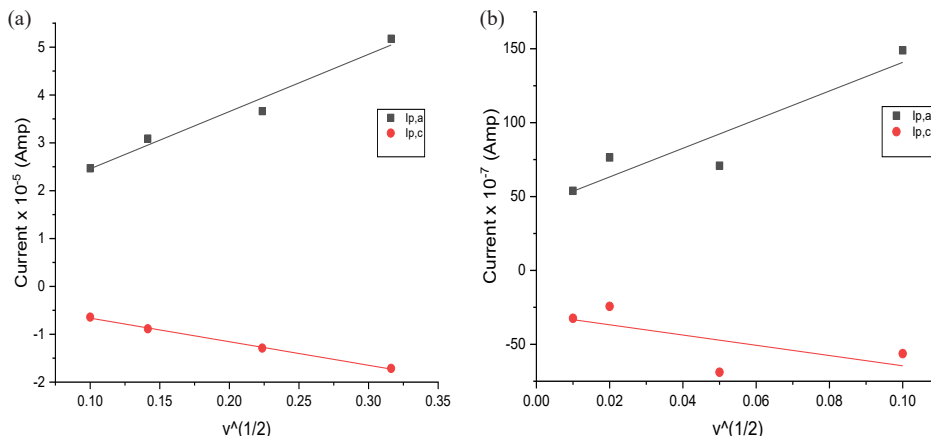 (a)
Current x 10^-5 (Amp)
5
4
3
2
1
0
-1
-2
0.10 0.15 0.20 0.25 0.30 0.35
v^(1/2)
Ip,a
Ip,c
(b)
Current x 10^-7 (Amp)
150
100
50
0
-50
0.00 0.02 0.04 0.06 0.08 0.10
v^(1/2)
Ip,a
Ip,c